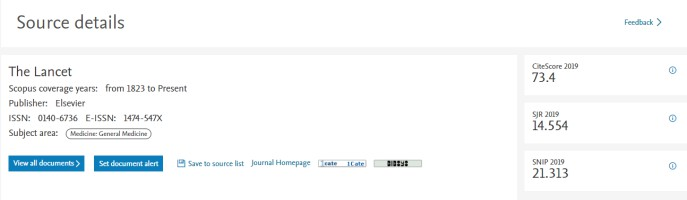 Source details
Feedback
The Lancet
Scopus coverage years: from 1823 to Present
Publisher: Elsevier
ISSN: 0140-6736 E-ISSN: 1474-547X
Subject area: Medicine: General Medicine
View all documents
Set document alert
Save to source list
Journal Homepage
CiteScore 2019
73.4
SJR 2019
14.554
SNIP 2019
21.313